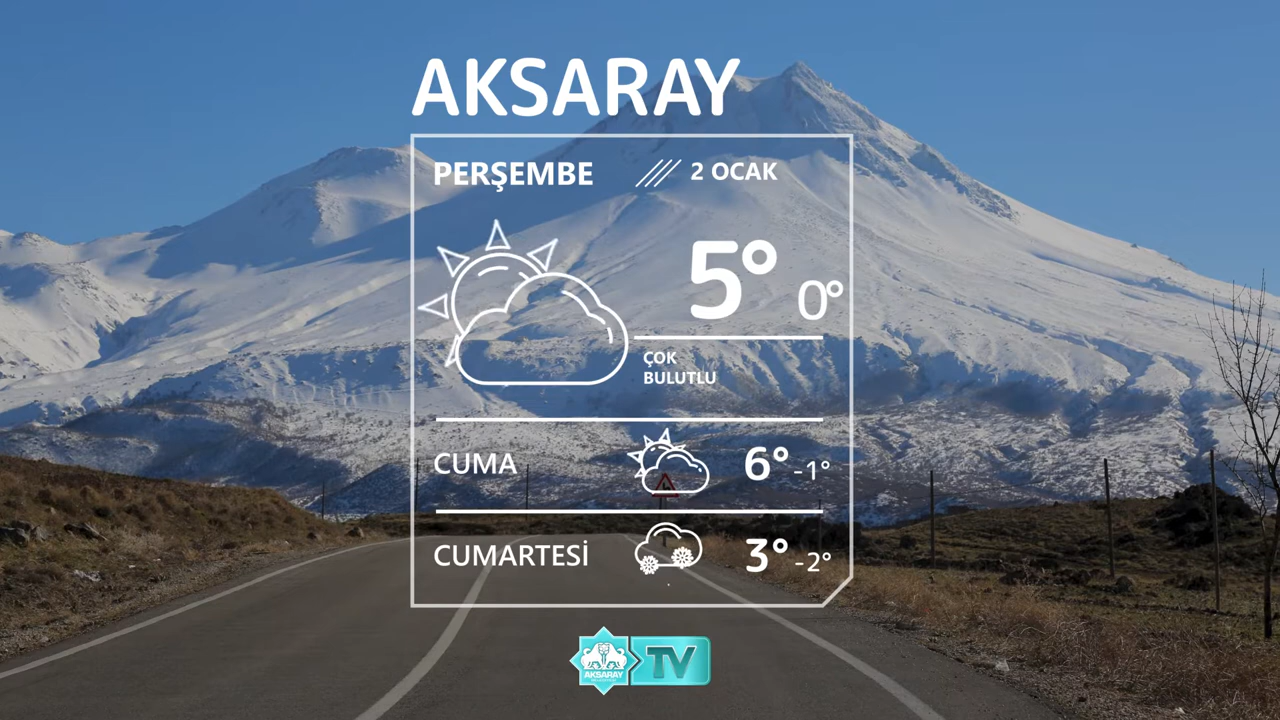 AKSARAY
PERŞEMBE 2 OCAK
5° 0°
ÇOK
BULUTLU
CUMA 6° -1°
CUMARTESİ 3° -2°
AKSARAY TV